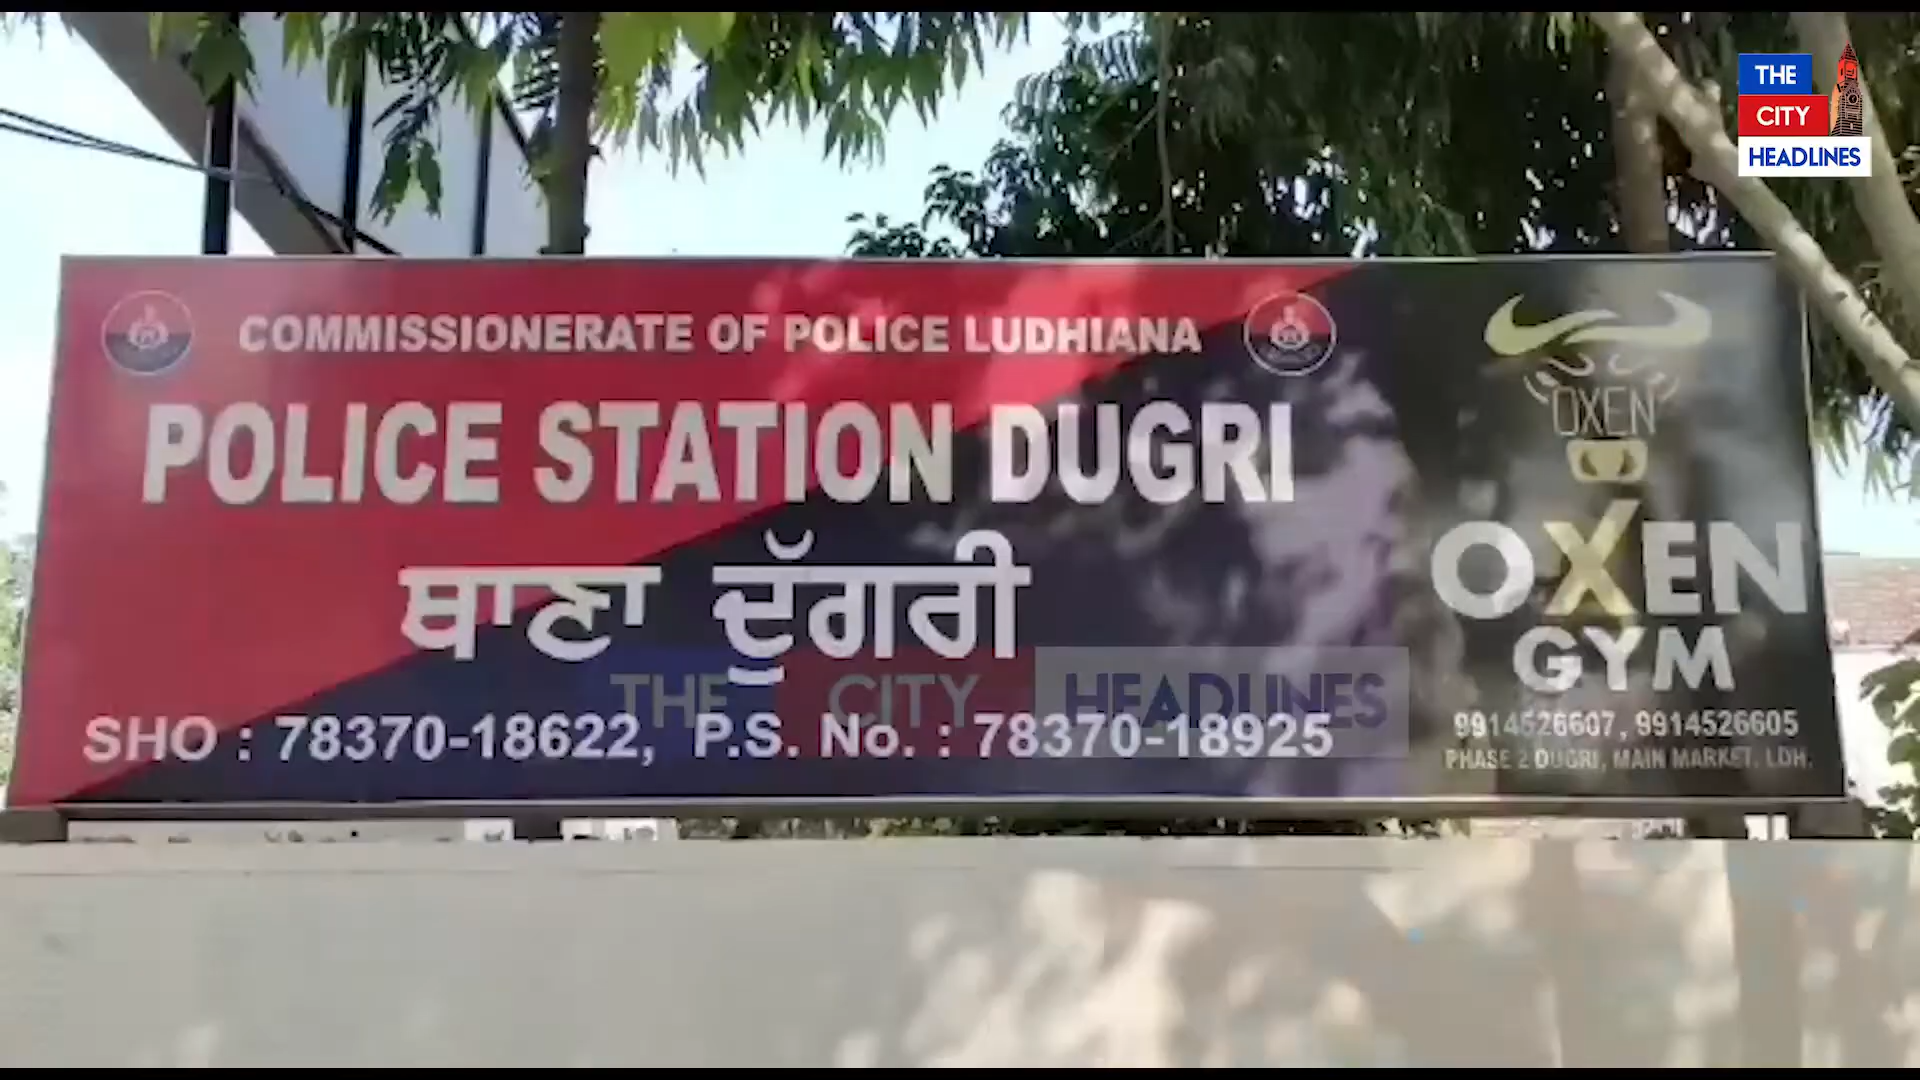 THE
CITY
HEADLINES
COMMISSIONERATE OF POLICE LUDHIANA
POLICE STATION DUGRI
ਥਾਣਾ ਦੁੱਗਰੀ
THE CITY HEADLINES
SHO : 78370-18622, P.S. No. : 78370-18925
OXEN
OXEN
GYM
9914526607, 9914526605
PHASE 2 DUGRI, MAIN MARKET, LDH.